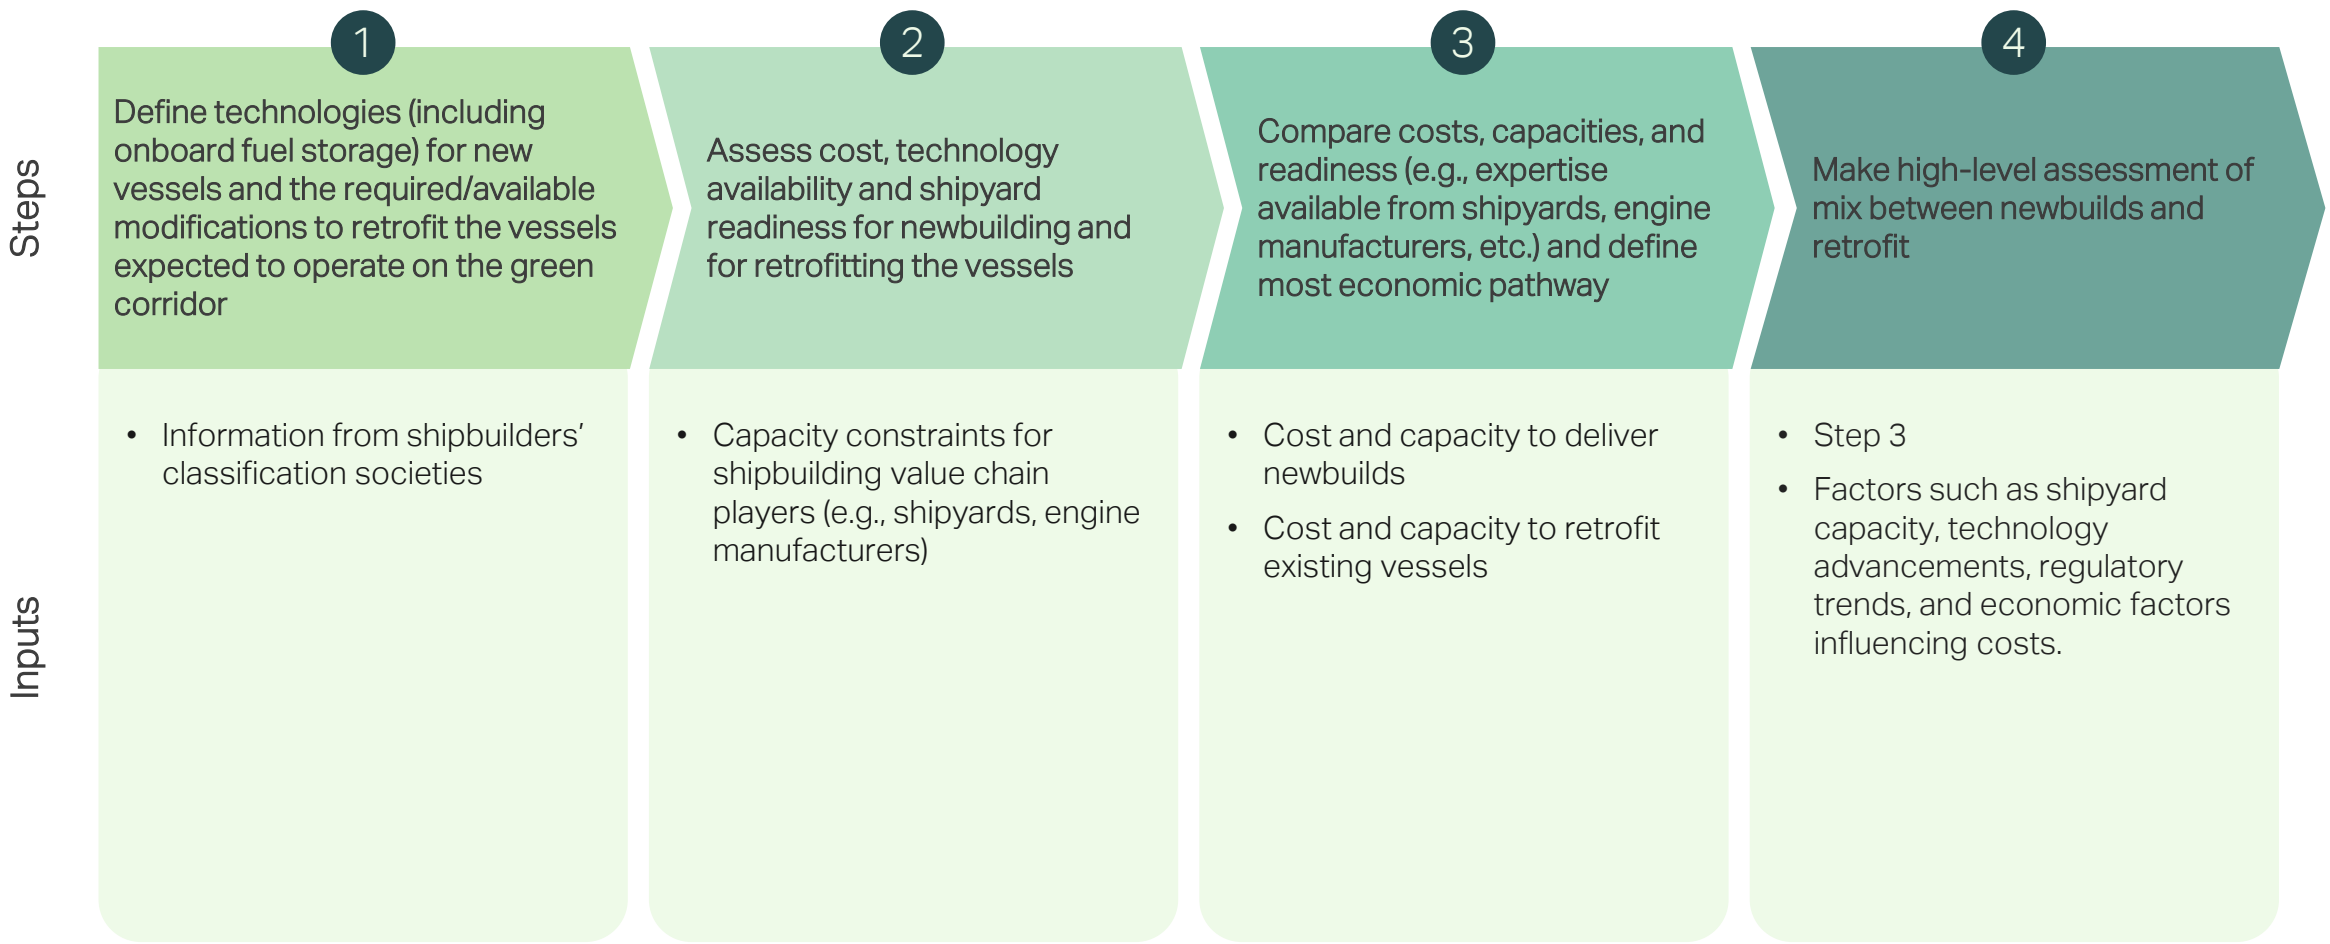 1
2
3
4
Steps
Define technologies (including
onboard fuel storage) for new
vessels and the required/available
modifications to retrofit the vessels
expected to operate on the green
corridor
Assess cost, technology
availability and shipyard
readiness for newbuilding and
for retrofitting the vessels
Compare costs, capacities, and
readiness (e.g., expertise
available from shipyards, engine
manufacturers, etc.) and define
most economic pathway
Make high-level assessment of
mix between newbuilds and
retrofit
Inputs
• Information from shipbuilders’
classification societies
• Capacity constraints for
shipbuilding value chain
players (e.g., shipyards, engine
manufacturers)
• Cost and capacity to deliver
newbuilds
• Cost and capacity to retrofit
existing vessels
• Step 3
• Factors such as shipyard
capacity, technology
advancements, regulatory
trends, and economic factors
influencing costs.